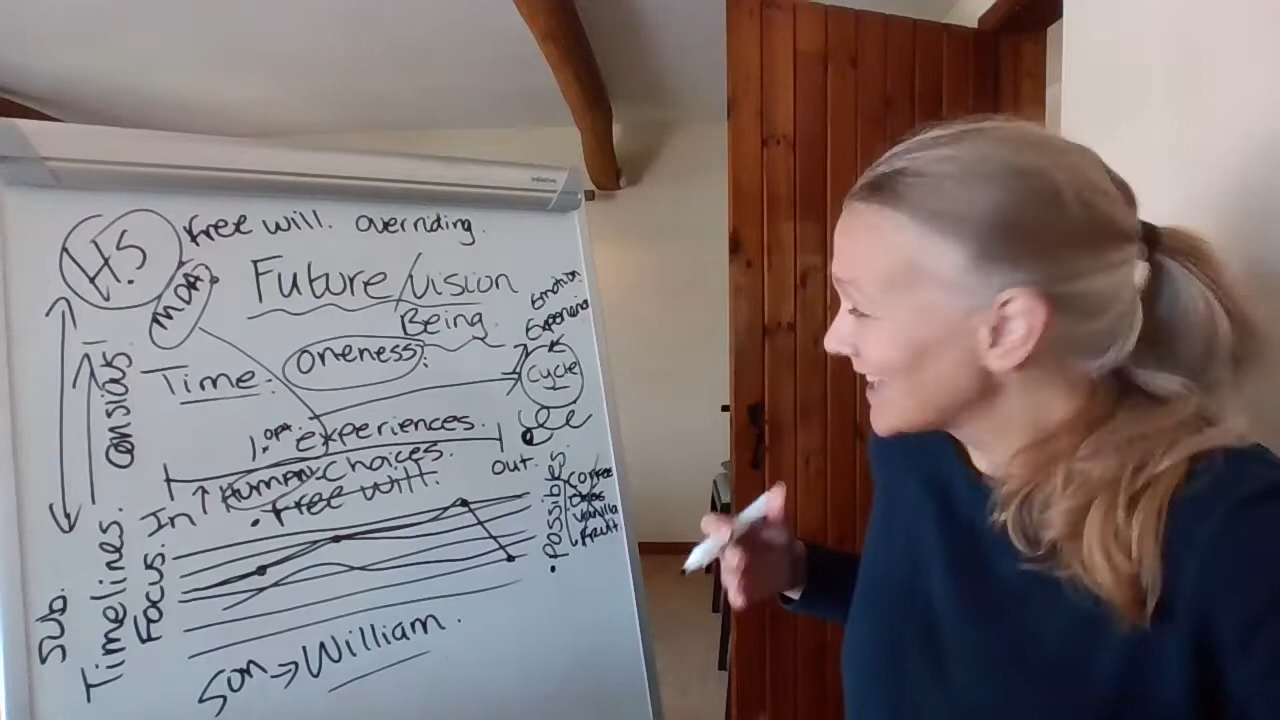 H.S free will. overriding.
MDA?
Future/Vision
Being.
Emotion.
Experience
Time. oneness.
cycle
1. opt. experiences.
Human choices.
• free will.
In
out.
Consious
Sub.
Timelines.
Focus.
• Possibles
Coffee
Vanilla
Fruit.
Son → William.